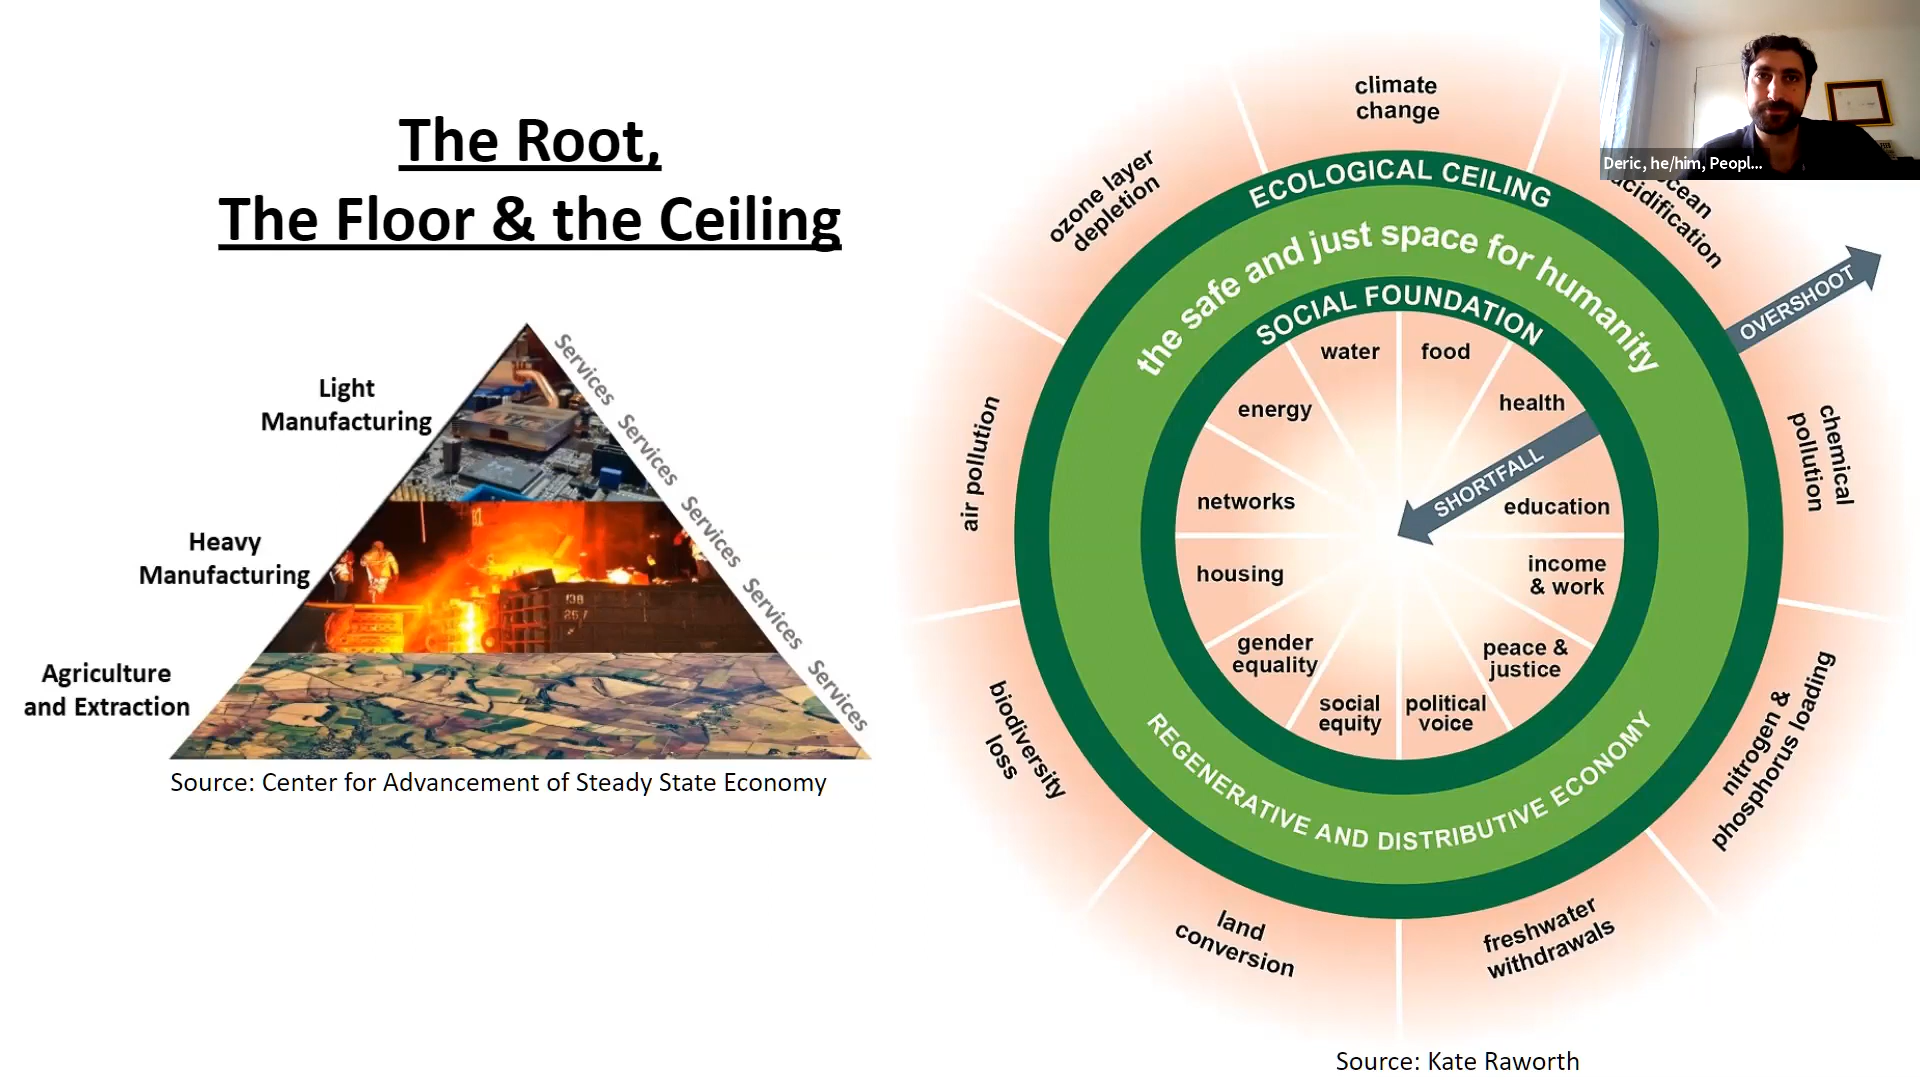 The Root,
The Floor & the Ceiling
Light
Manufacturing
Heavy
Manufacturing
Agriculture
and Extraction
Services Services Services Services Services
Source: Center for Advancement of Steady State Economy
climate
change
ozone layer
depletion
acidification
air pollution
chemical
pollution
biodiversity
loss
nitrogen &
phosphorus loading
land
conversion
freshwater
withdrawals
OVERSHOOT
ECOLOGICAL CEILING
the safe and just space for humanity
SOCIAL FOUNDATION
water
food
energy
health
SHORTFALL
networks
education
housing
income
& work
gender
equality
peace &
justice
social
equity
political
voice
REGENERATIVE AND DISTRIBUTIVE ECONOMY
Source: Kate Raworth
Deric, he/him, Peopl...